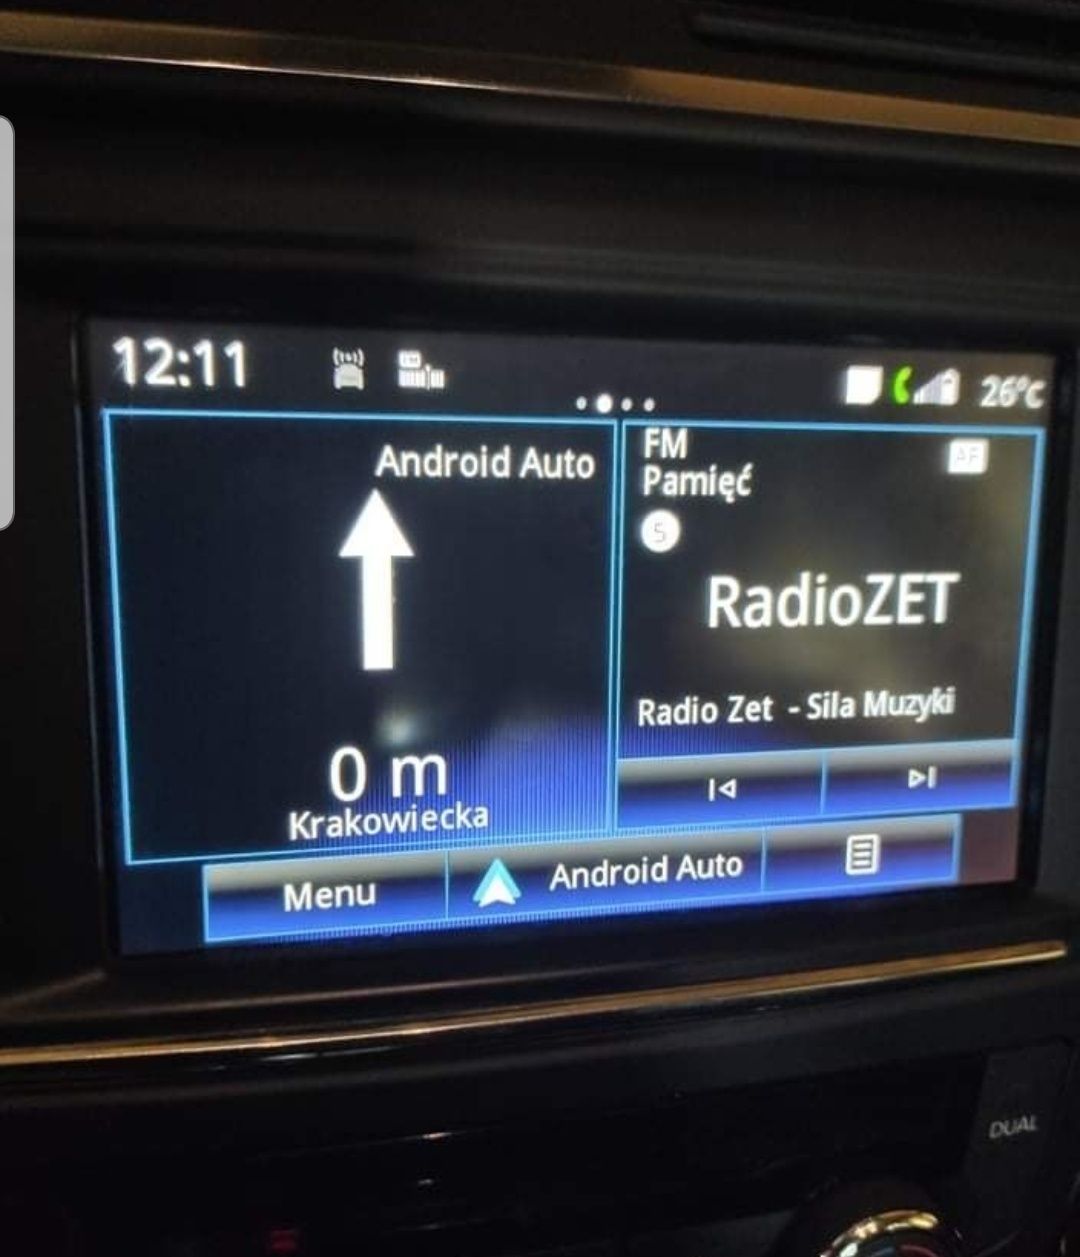 12:11
26°C
Android Auto
0 m
Krakowiecka
FM
AF
Pamięć
5
RadioZET
Radio Zet - Sila Muzyki
Menu
Android Auto
DUAL